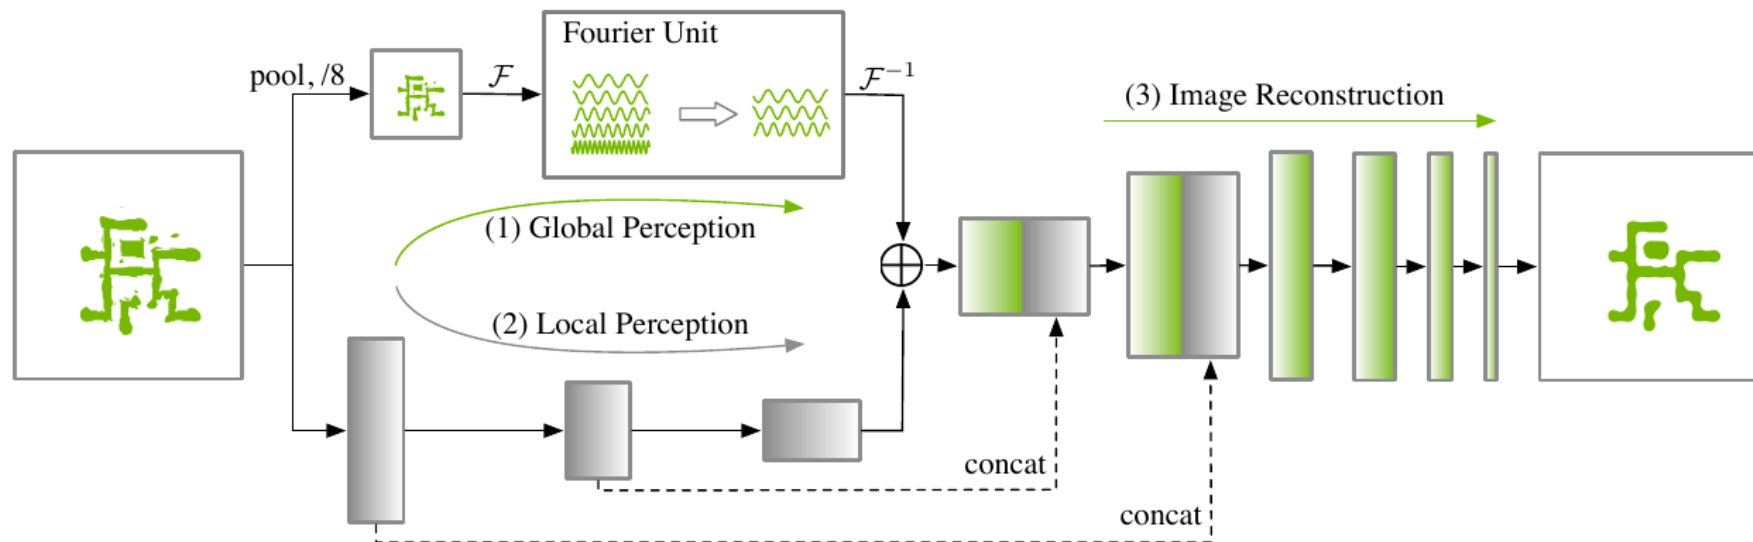 pool, /8
ℱ
Fourier Unit
ℱ⁻¹
(3) Image Reconstruction
(1) Global Perception
(2) Local Perception
concat
concat